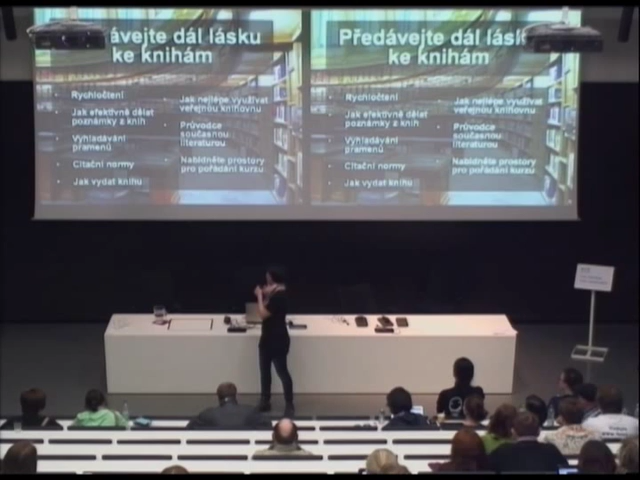 ávejte dál lásku
ke knihám
Rychločtení
Jak efektivně dělat
poznámky z knih
Vyhledávání
pramenů
Citační normy
Jak vydat knihu
Jak nejlépe využívat
veřejnou knihovnu
Průvodce
současnou
literaturou
Nabídněte prostory
pro pořádání kurzů
Předávejte dál lásk
ke knihám
Rychločtení
Jak efektivně dělat
poznámky z knih
Vyhledávání
pramenů
Citační normy
Jak vydat knihu
Jak nejlépe využívat
veřejnou knihovnu
Průvodce
současnou
literaturou
Nabídněte prostory
pro pořádání kurzů